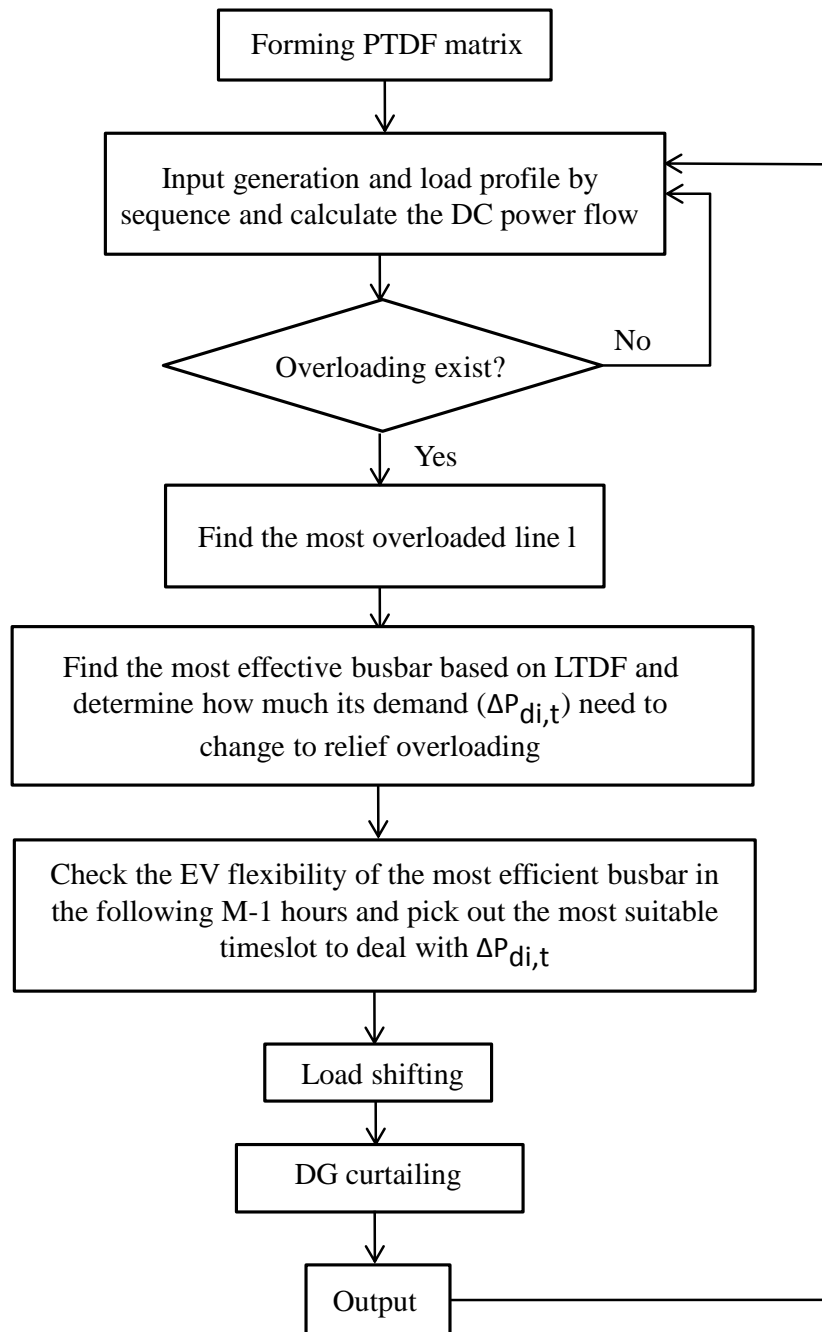 Forming PTDF matrix
Input generation and load profile by
sequence and calculate the DC power flow
Overloading exist?
No
Yes
Find the most overloaded line l
Find the most effective busbar based on LTDF and
determine how much its demand (ΔPdi,t) need to
change to relief overloading
Check the EV flexibility of the most efficient busbar in
the following M-1 hours and pick out the most suitable
timeslot to deal with ΔPdi,t
Load shifting
DG curtailing
Output